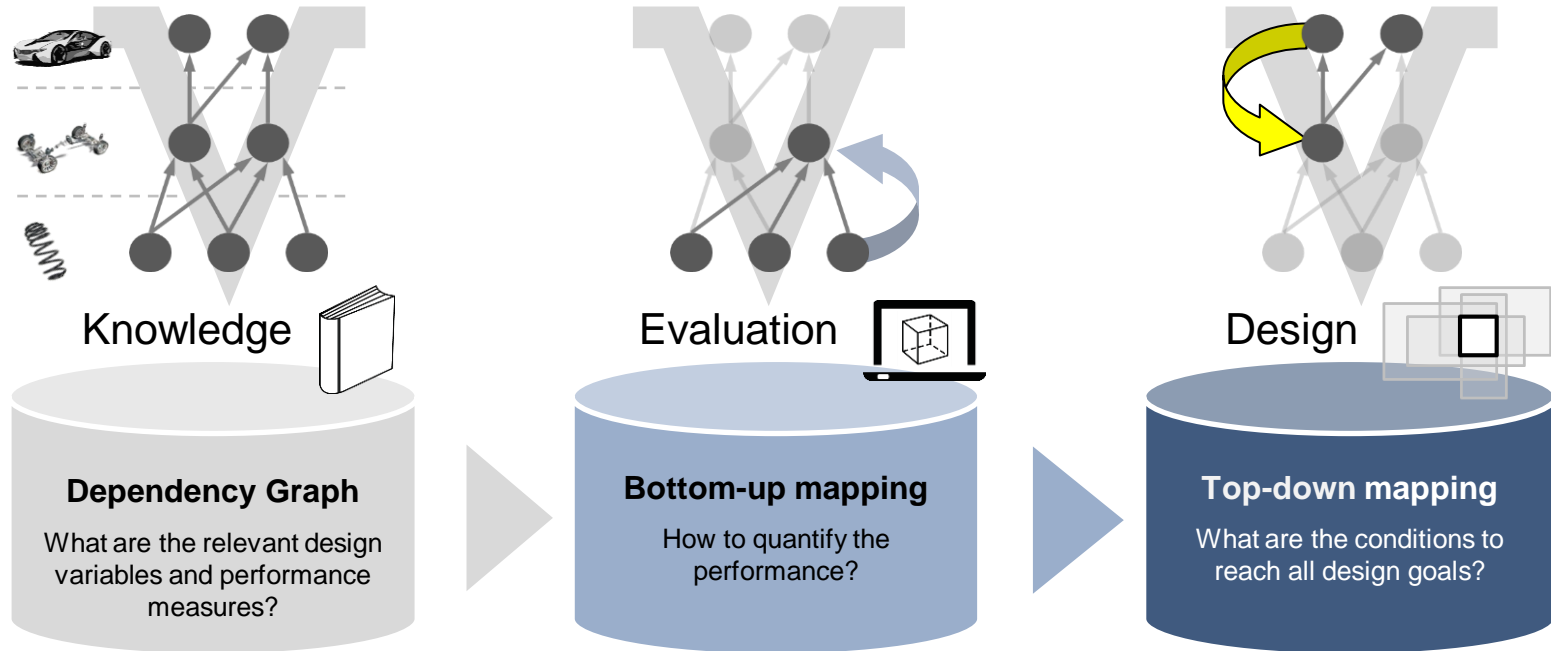 Knowledge
Evaluation
Design
Dependency Graph
What are the relevant design
variables and performance
measures?
Bottom-up mapping
How to quantify the
performance?
Top-down mapping
What are the conditions to
reach all design goals?